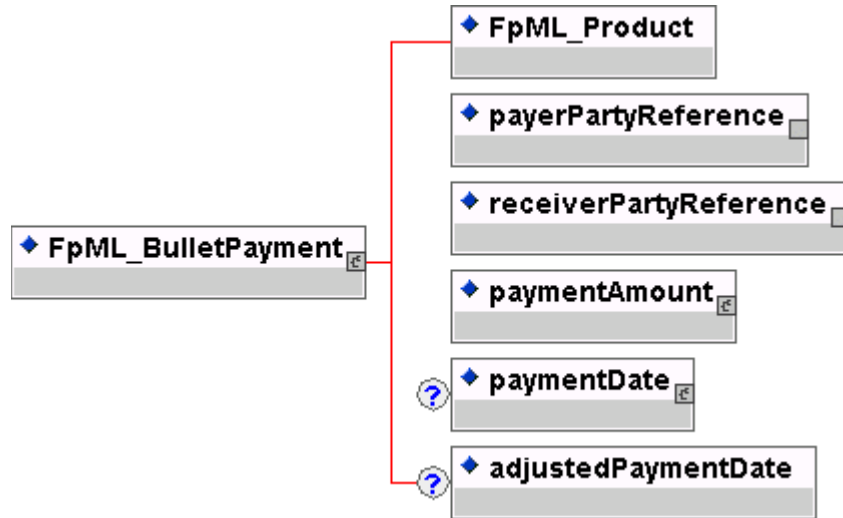 FpML_Product
payerPartyReference
receiverPartyReference
FpML_BulletPayment
paymentAmount
? paymentDate
? adjustedPaymentDate